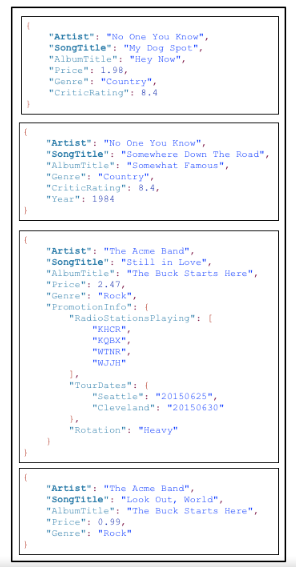 {
"Artist": "No One You Know",
"SongTitle": "My Dog Spot",
"AlbumTitle": "Hey Now",
"Price": 1.98,
"Genre": "Country",
"CriticRating": 8.4
}
{
"Artist": "No One You Know",
"SongTitle": "Somewhere Down The Road",
"AlbumTitle": "Somewhat Famous",
"Genre": "Country",
"CriticRating": 8.4,
"Year": 1984
}
{
"Artist": "The Acme Band",
"SongTitle": "Still in Love",
"AlbumTitle": "The Buck Starts Here",
"Price": 2.47,
"Genre": "Rock",
"PromotionInfo": {
"RadioStationsPlaying": [
"KHCR",
"KQBX",
"WTNR",
"WJJH"
],
"TourDates": {
"Seattle": "20150625",
"Cleveland": "20150630"
},
"Rotation": "Heavy"
}
}
{
"Artist": "The Acme Band",
"SongTitle": "Look Out, World",
"AlbumTitle": "The Buck Starts Here",
"Price": 0.99,
"Genre": "Rock"
}